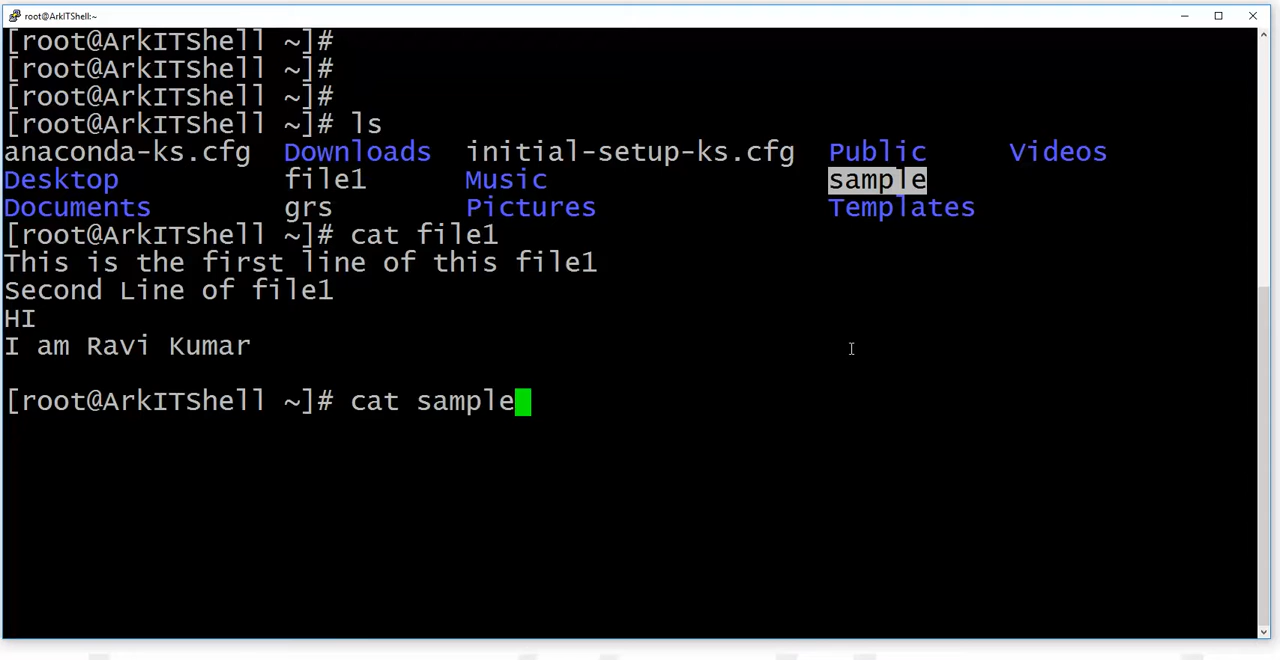 root@ArkITShell:~
[root@ArkITShell ~]#
[root@ArkITShell ~]#
[root@ArkITShell ~]#
[root@ArkITShell ~]# ls
anaconda-ks.cfg  Downloads  initial-setup-ks.cfg  Public  Videos
Desktop  file1  Music  sample
Documents  grs  Pictures  Templates
[root@ArkITShell ~]# cat file1
This is the first line of this file1
Second Line of file1
HI
I am Ravi Kumar
[root@ArkITShell ~]# cat sample